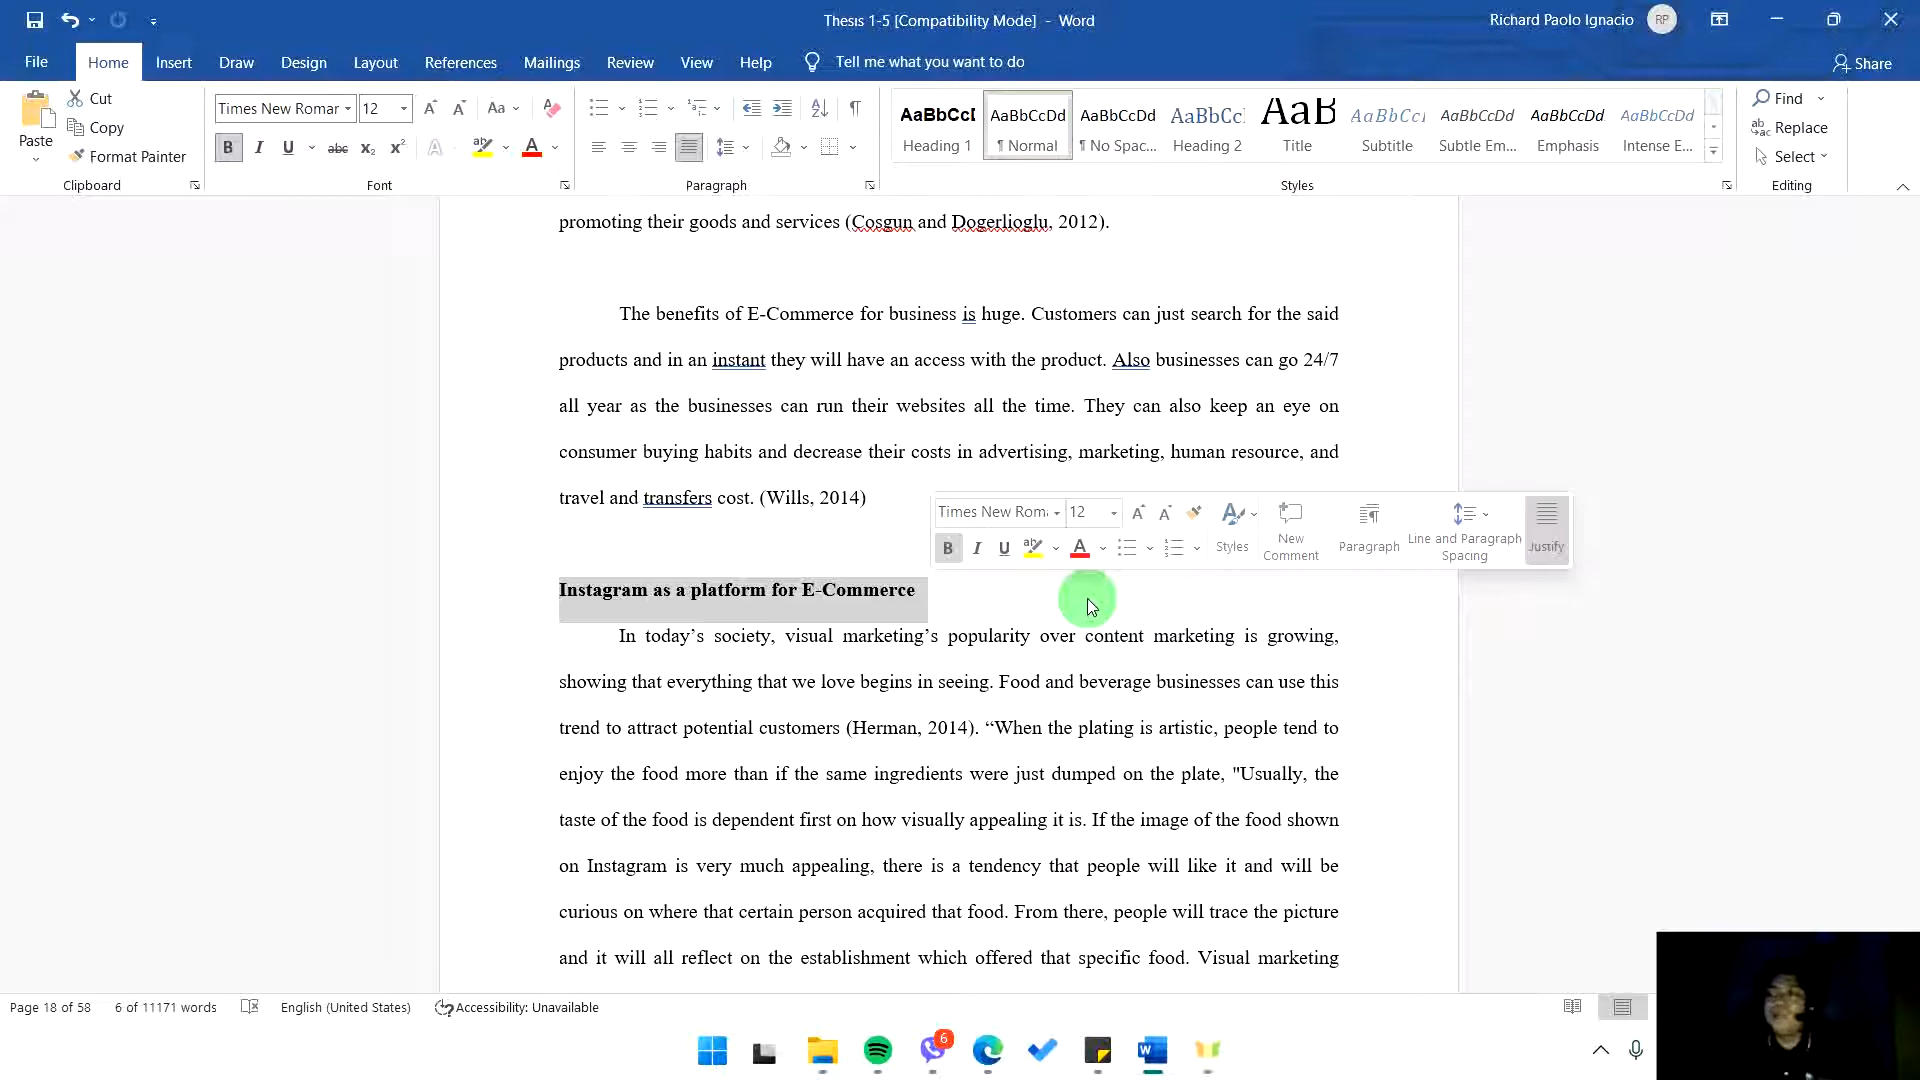 Thesis 1-5 [Compatibility Mode] - Word
Richard Paolo Ignacio
RP
File
Home
Insert
Draw
Design
Layout
References
Mailings
Review
View
Help
Tell me what you want to do
Share
Paste
Cut
Copy
Format Painter
Clipboard
Times New Roman
12
Font
Paragraph
AaBbCcI
Heading 1
AaBbCcDd
¶ Normal
AaBbCcDd
¶ No Spac...
AaBbCc
Heading 2
AaB
Title
AaBbCcI
Subtitle
AaBbCcDd
Subtle Em...
AaBbCcDd
Emphasis
AaBbCcDd
Intense E...
Styles
Find
Replace
Select
Editing
promoting their goods and services (Cosgun and Dogerlioglu, 2012).
The benefits of E-Commerce for business is huge. Customers can just search for the said
products and in an instant they will have an access with the product. Also businesses can go 24/7
all year as the businesses can run their websites all the time. They can also keep an eye on
consumer buying habits and decrease their costs in advertising, marketing, human resource, and
travel and transfers cost. (Wills, 2014)
Times New Roma
12
Styles
New Comment
Paragraph
Line and Paragraph Spacing
Justify
Instagram as a platform for E-Commerce
In today’s society, visual marketing’s popularity over content marketing is growing,
showing that everything that we love begins in seeing. Food and beverage businesses can use this
trend to attract potential customers (Herman, 2014). “When the plating is artistic, people tend to
enjoy the food more than if the same ingredients were just dumped on the plate, "Usually, the
taste of the food is dependent first on how visually appealing it is. If the image of the food shown
on Instagram is very much appealing, there is a tendency that people will like it and will be
curious on where that certain person acquired that food. From there, people will trace the picture
and it will all reflect on the establishment which offered that specific food. Visual marketing
Page 18 of 58
6 of 11171 words
English (United States)
Accessibility: Unavailable
6